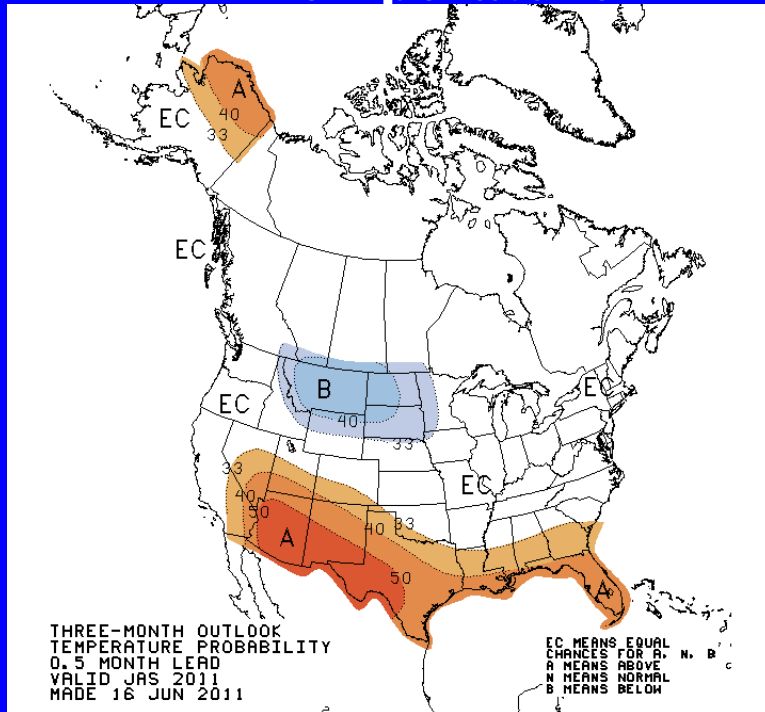 A
EC
40
33
EC
B
EC
EC
40
33
33
40
50
EC
40
33
A
50
A
THREE-MONTH OUTLOOK
TEMPERATURE PROBABILITY
0.5 MONTH LEAD
VALID JAS 2011
MADE 16 JUN 2011
EC MEANS EQUAL
CHANCES FOR A, N, B
A MEANS ABOVE
N MEANS NORMAL
B MEANS BELOW